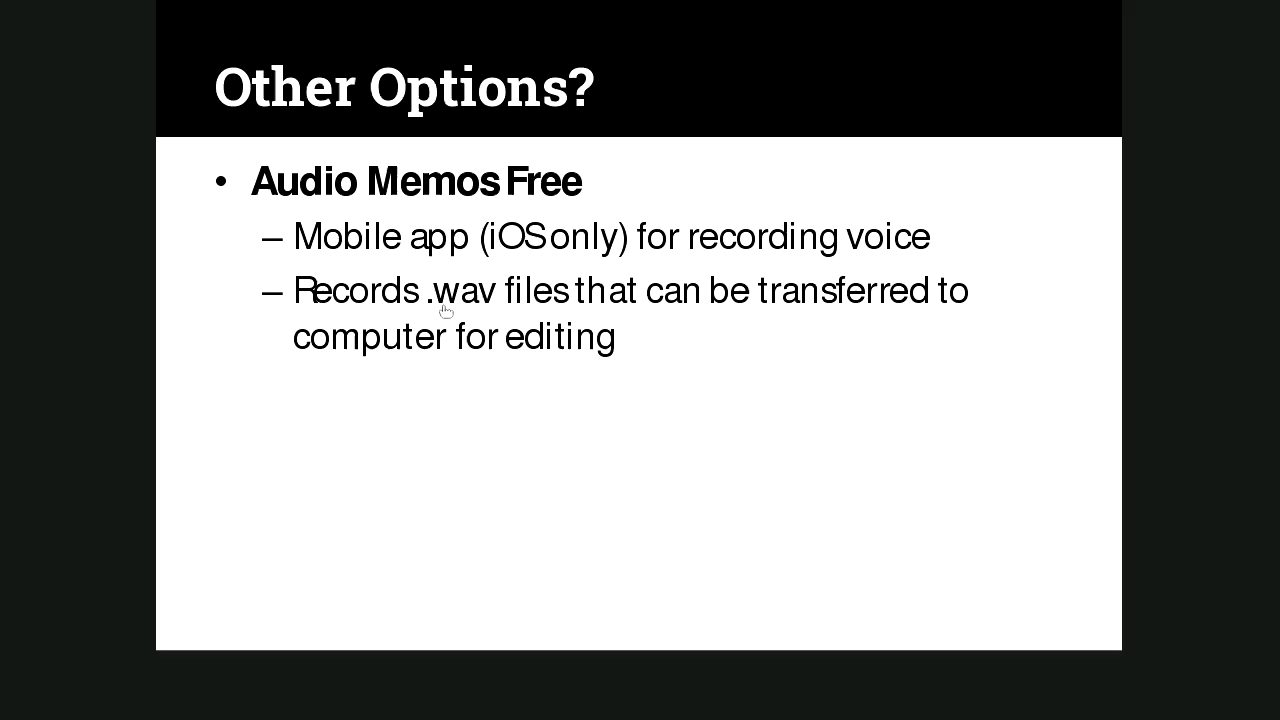 Other Options?
• Audio Memos Free
– Mobile app (iOS only) for recording voice
– Records .wav files that can be transferred to
computer for editing